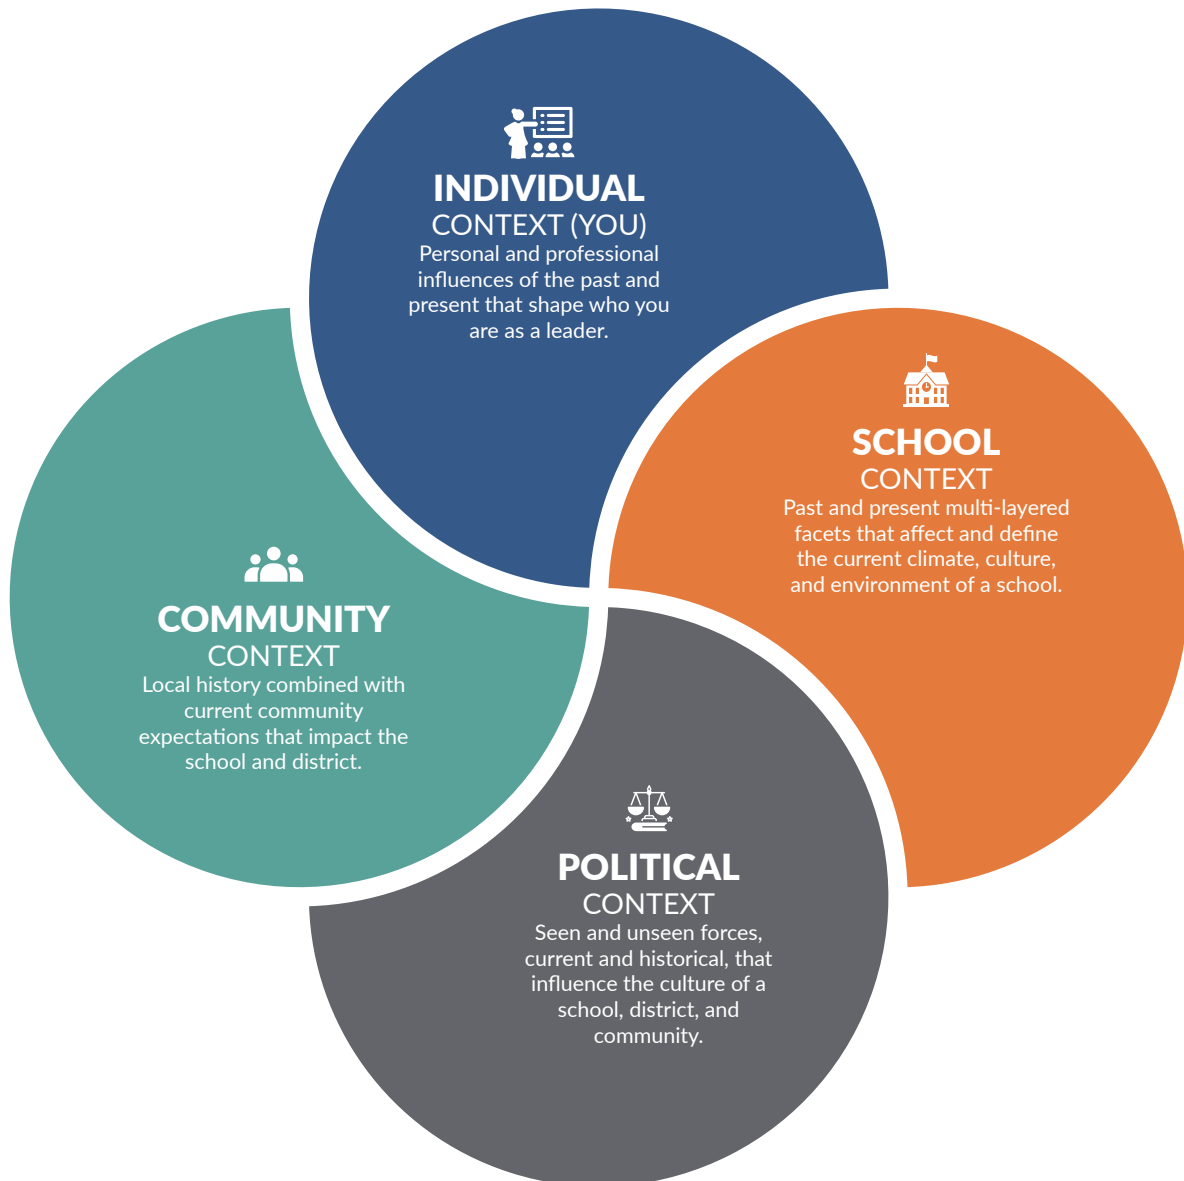 INDIVIDUAL
CONTEXT (YOU)
Personal and professional
influences of the past and
present that shape who you
are as a leader.
SCHOOL
CONTEXT
Past and present multi-layered
facets that affect and define
the current climate, culture,
and environment of a school.
COMMUNITY
CONTEXT
Local history combined with
current community
expectations that impact the
school and district.
POLITICAL
CONTEXT
Seen and unseen forces,
current and historical, that
influence the culture of a
school, district, and
community.